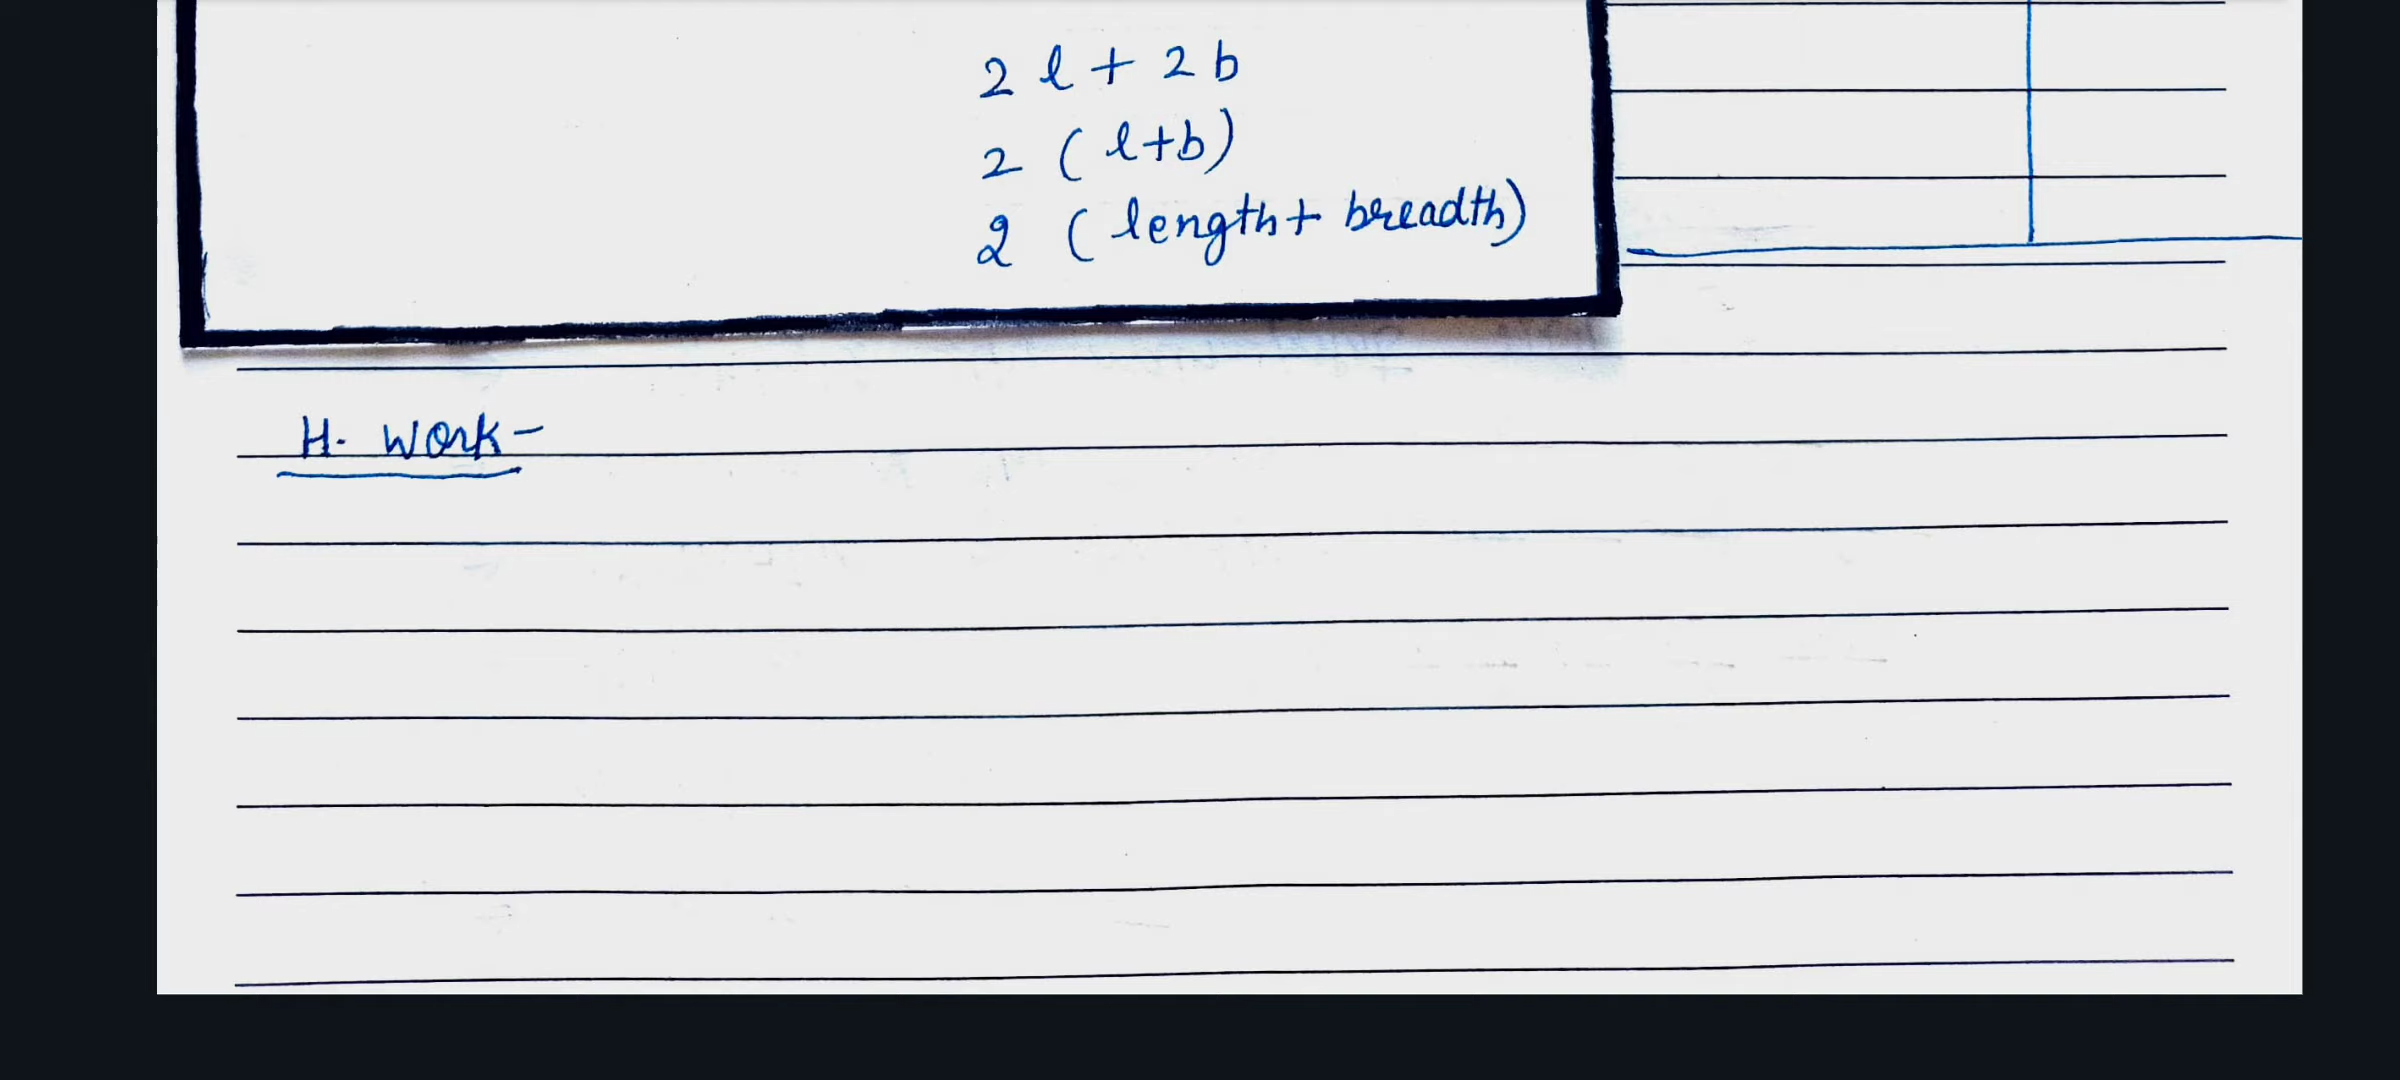 2 l + 2 b
2 ( l+b)
2 ( length + breadth)
H. Work-